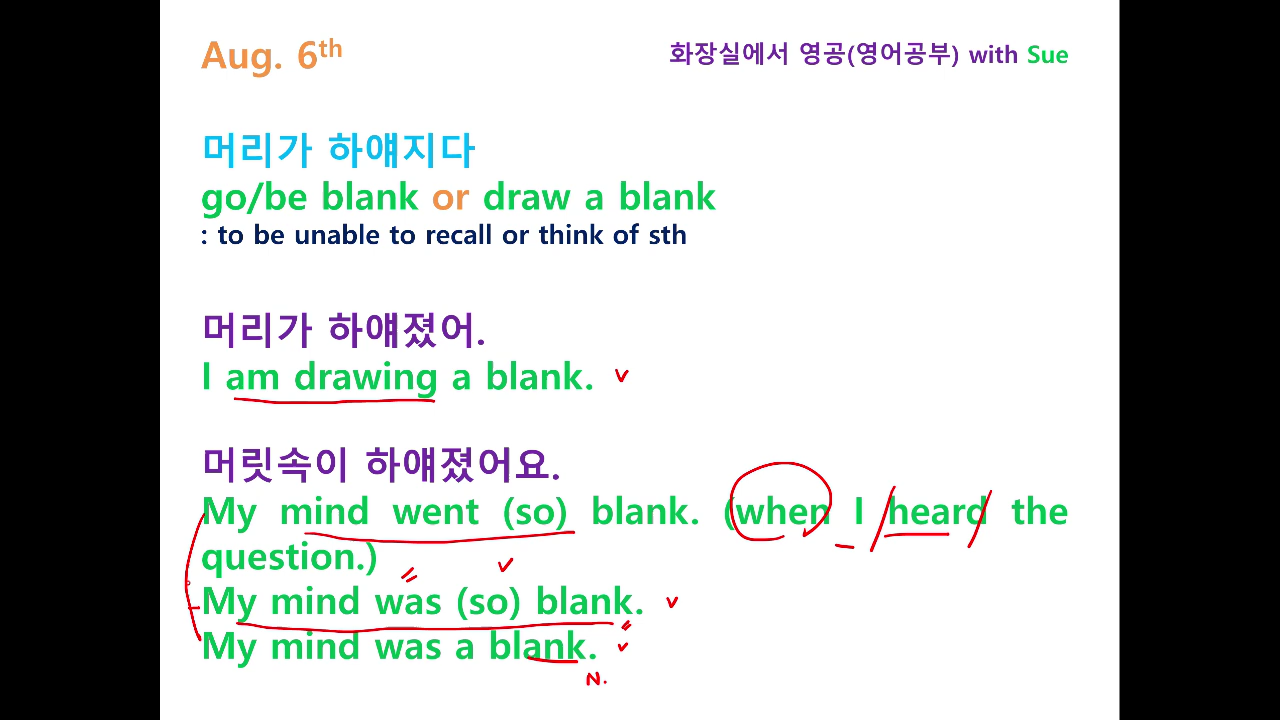 Aug. 6th
화장실에서 영공(영어공부) with Sue
머리가 하얘지다
go/be blank or draw a blank
: to be unable to recall or think of sth
머리가 하얘졌어.
I am drawing a blank. v
머릿속이 하얘졌어요.
My mind went (so) blank. (when I heard the
question.) v
My mind was (so) blank. v
My mind was a blank. v
N.